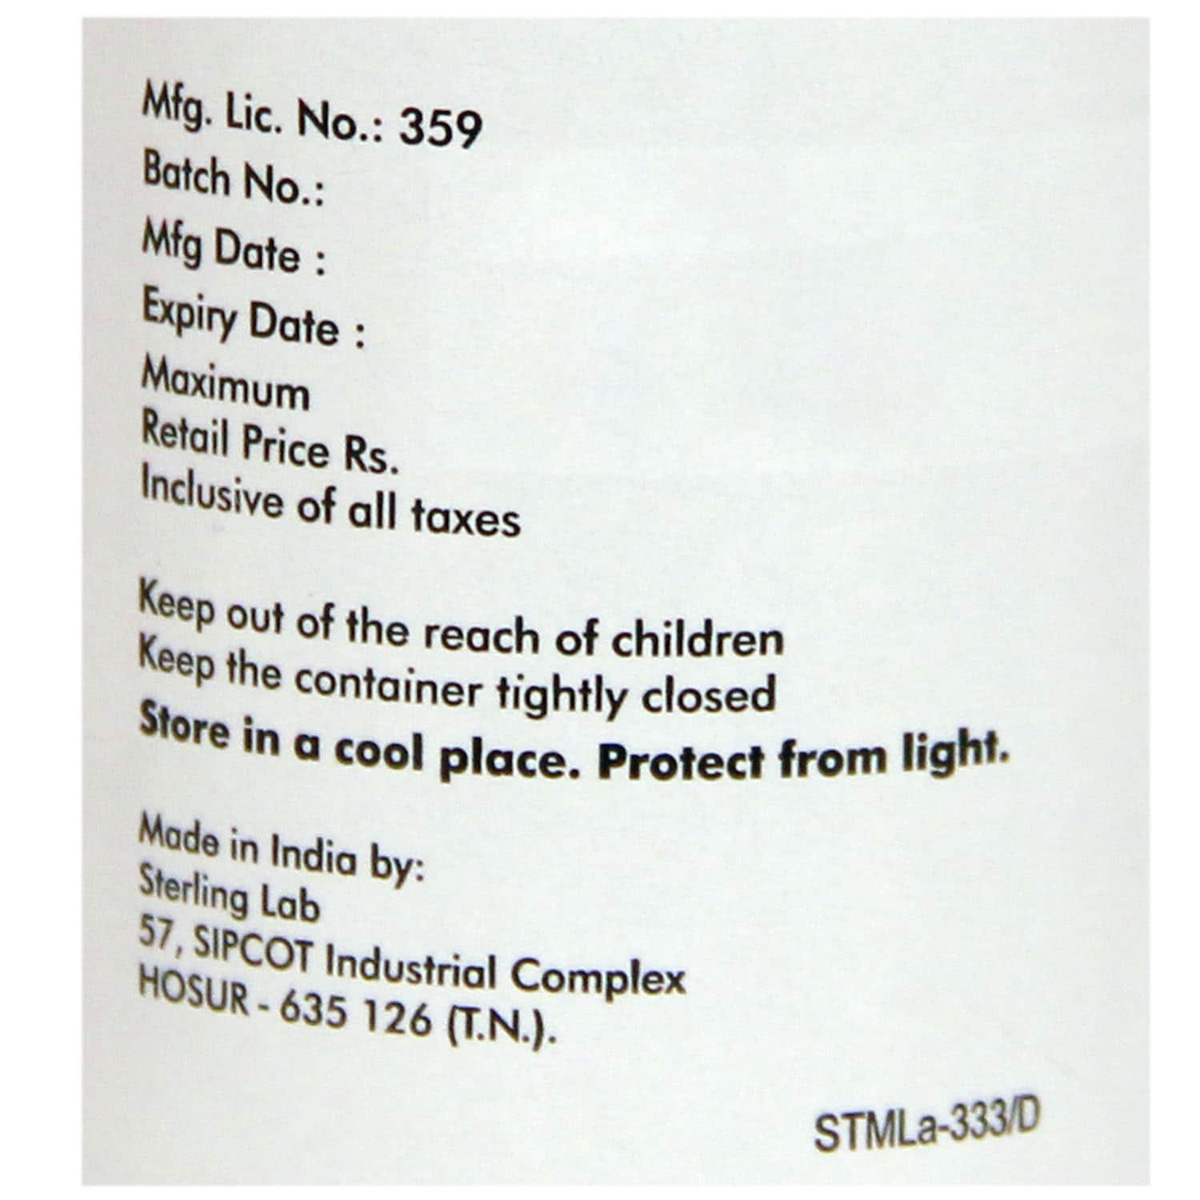 Mfg. Lic. No.: 359
Batch No.:
Mfg Date :
Expiry Date :
Maximum
Retail Price Rs.
Inclusive of all taxes
Keep out of the reach of children
Keep the container tightly closed
Store in a cool place. Protect from light.
Made in India by:
Sterling Lab
57, SIPCOT Industrial Complex
HOSUR - 635 126 (T.N.).
STMLa-333/D